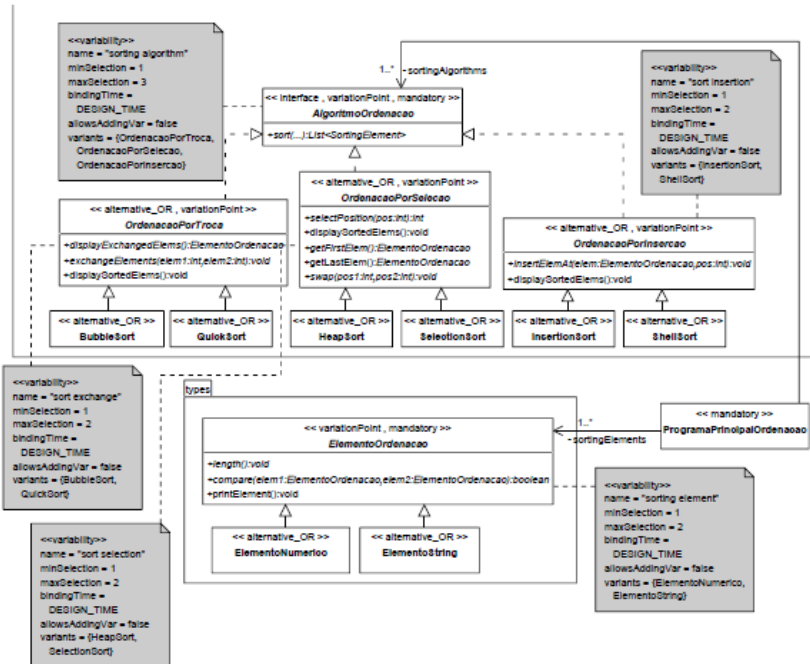 <<variability>>
name = "sorting algorithm"
minSelection = 1
maxSelection = 3
bindingTime =
DESIGN_TIME
allowsAddingVar = false
variants = {OrdenacaoPorTroca,
OrdenacaoPorSelecao,
OrdenacaoPorInsercao}
1..*
-sortingAlgorithms
<< interface , variationPoint , mandatory >>
AlgoritmoOrdenacao
+sort(...):List<SortingElement>
<<variability>>
name = "sort insertion"
minSelection = 1
maxSelection = 2
bindingTime =
DESIGN_TIME
allowsAddingVar = false
variants = {InsertionSort,
ShellSort}
<< alternative_OR , variationPoint >>
OrdenacaoPorTroca
+displayExchangedElems():ElementoOrdenacao
+exchangeElements(elem1:int,elem2:int):void
+displaySortedElems():void
<< alternative_OR , variationPoint >>
OrdenacaoPorSelecao
+selectPosition(pos:int):int
+displaySortedElems():void
+getFirstElem():ElementoOrdenacao
+getLastElem():ElementoOrdenacao
+swap(pos1:int,pos2:int):void
<< alternative_OR , variationPoint >>
OrdenacaoPorInsercao
+insertElemAt(elem:ElementoOrdenacao,pos:int):void
+displaySortedElems():void
<< alternative_OR >>
BubbleSort
<< alternative_OR >>
QuickSort
<< alternative_OR >>
HeapSort
<< alternative_OR >>
SelectionSort
<< alternative_OR >>
InsertionSort
<< alternative_OR >>
ShellSort
<<variability>>
name = "sort exchange"
minSelection = 1
maxSelection = 2
bindingTime =
DESIGN_TIME
allowsAddingVar = false
variants = {BubbleSort,
QuickSort}
types
<< variationPoint , mandatory >>
ElementoOrdenacao
+length():void
+compare(elem1:ElementoOrdenacao,elem2:ElementoOrdenacao):boolean
+printElement():void
1..*
-sortingElements
<< mandatory >>
ProgramaPrincipalOrdenacao
<< alternative_OR >>
ElementoNumerico
<< alternative_OR >>
ElementoString
<<variability>>
name = "sorting element"
minSelection = 1
maxSelection = 2
bindingTime =
DESIGN_TIME
allowsAddingVar = false
variants = {ElementoNumerico,
ElementoString}
<<variability>>
name = "sort selection"
minSelection = 1
maxSelection = 2
bindingTime =
DESIGN_TIME
allowsAddingVar = false
variants = {HeapSort,
SelectionSort}